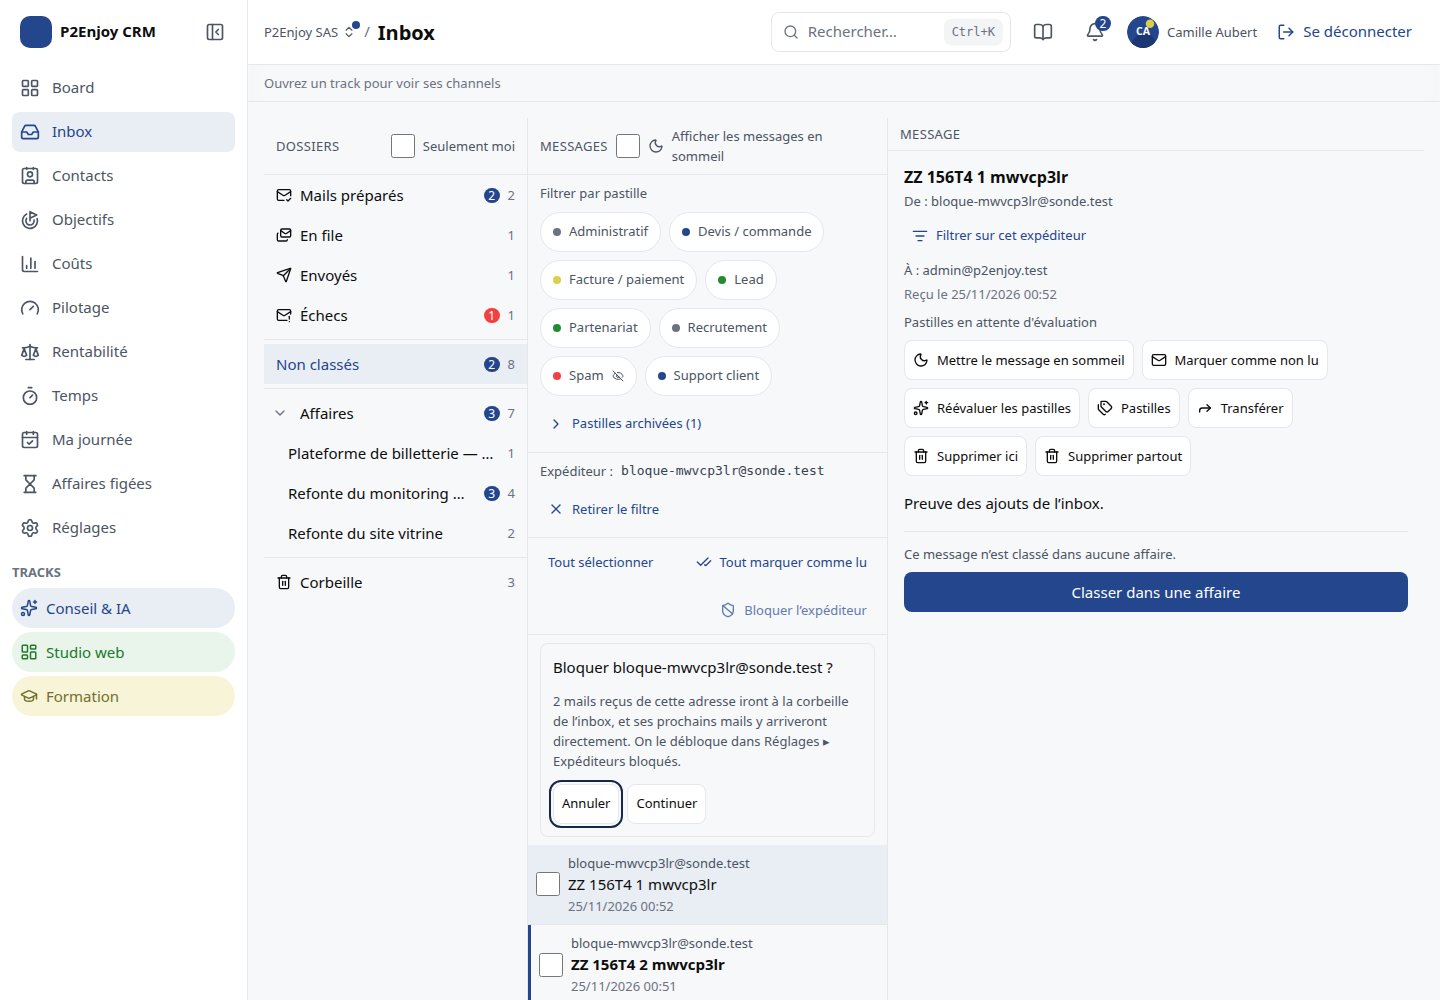 P2Enjoy CRM
P2Enjoy SAS / Inbox
Rechercher... Ctrl+K
2
CA Camille Aubert
Se déconnecter
Ouvrez un track pour voir ses channels
Board
Inbox
Contacts
Objectifs
Coûts
Pilotage
Rentabilité
Temps
Ma journée
Affaires figées
Réglages
TRACKS
Conseil & IA
Studio web
Formation
DOSSIERS Seulement moi
Mails préparés 2 2
En file 1
Envoyés 1
Échecs 1 1
Non classés 2 8
Affaires 3 7
Plateforme de billetterie — ... 1
Refonte du monitoring ... 3 4
Refonte du site vitrine 2
Corbeille 3
MESSAGES Afficher les messages en
sommeil
Filtrer par pastille
Administratif Devis / commande
Facture / paiement Lead
Partenariat Recrutement
Spam Support client
Pastilles archivées (1)
Expéditeur : bloque-mwvcp3lr@sonde.test
Retirer le filtre
Tout sélectionner Tout marquer comme lu
Bloquer l’expéditeur
Bloquer bloque-mwvcp3lr@sonde.test ?
2 mails reçus de cette adresse iront à la corbeille
de l’inbox, et ses prochains mails y arriveront
directement. On le débloque dans Réglages ▸
Expéditeurs bloqués.
Annuler Continuer
bloque-mwvcp3lr@sonde.test
ZZ 156T4 1 mwvcp3lr
25/11/2026 00:52
bloque-mwvcp3lr@sonde.test
ZZ 156T4 2 mwvcp3lr
25/11/2026 00:51
MESSAGE
ZZ 156T4 1 mwvcp3lr
De : bloque-mwvcp3lr@sonde.test
Filtrer sur cet expéditeur
À : admin@p2enjoy.test
Reçu le 25/11/2026 00:52
Pastilles en attente d'évaluation
Mettre le message en sommeil Marquer comme non lu
Réévaluer les pastilles Pastilles Transférer
Supprimer ici Supprimer partout
Preuve des ajouts de l’inbox.
Ce message n’est classé dans aucune affaire.
Classer dans une affaire